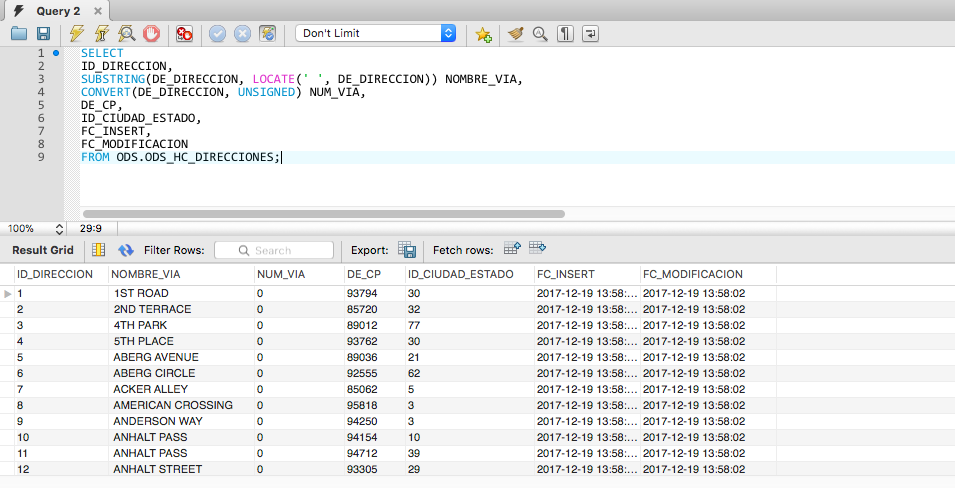 Query 2
Don't Limit
1 SELECT
2 ID_DIRECCION,
3 SUBSTRING(DE_DIRECCION, LOCATE(' ', DE_DIRECCION)) NOMBRE_VIA,
4 CONVERT(DE_DIRECCION, UNSIGNED) NUM_VIA,
5 DE_CP,
6 ID_CIUDAD_ESTADO,
7 FC_INSERT,
8 FC_MODIFICACION
9 FROM ODS.ODS_HC_DIRECCIONES;
100% 29:9
Result Grid Filter Rows: Search Export: Fetch rows:
ID_DIRECCION NOMBRE_VIA NUM_VIA DE_CP ID_CIUDAD_ESTADO FC_INSERT FC_MODIFICACION
1 1ST ROAD 0 93794 30 2017-12-19 13:58:... 2017-12-19 13:58:02
2 2ND TERRACE 0 85720 32 2017-12-19 13:58:... 2017-12-19 13:58:02
3 4TH PARK 0 89012 77 2017-12-19 13:58:... 2017-12-19 13:58:02
4 5TH PLACE 0 93762 30 2017-12-19 13:58:... 2017-12-19 13:58:02
5 ABERG AVENUE 0 89036 21 2017-12-19 13:58:... 2017-12-19 13:58:02
6 ABERG CIRCLE 0 92555 62 2017-12-19 13:58:... 2017-12-19 13:58:02
7 ACKER ALLEY 0 85062 5 2017-12-19 13:58:... 2017-12-19 13:58:02
8 AMERICAN CROSSING 0 95818 3 2017-12-19 13:58:... 2017-12-19 13:58:02
9 ANDERSON WAY 0 94250 3 2017-12-19 13:58:... 2017-12-19 13:58:02
10 ANHALT PASS 0 94154 10 2017-12-19 13:58:... 2017-12-19 13:58:02
11 ANHALT PASS 0 94712 39 2017-12-19 13:58:... 2017-12-19 13:58:02
12 ANHALT STREET 0 93305 29 2017-12-19 13:58:... 2017-12-19 13:58:02